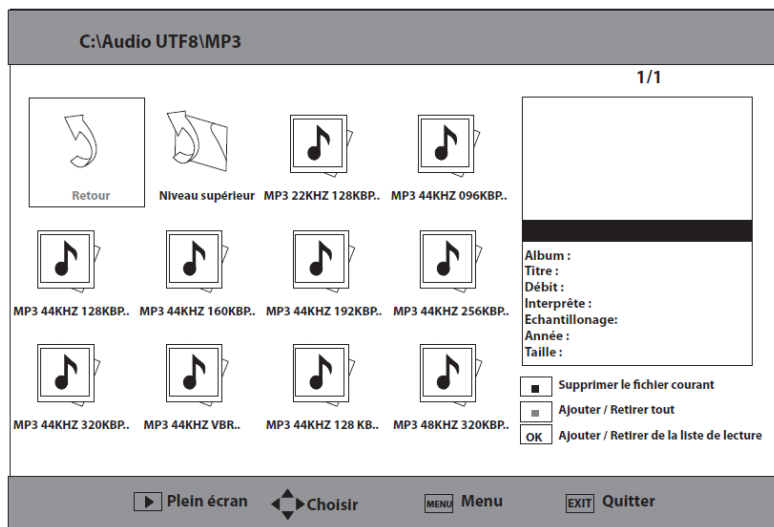 C:\Audio UTF8\MP3
1/1
Retour
Niveau supérieur
MP3 22KHZ 128KBP..
MP3 44KHZ 096KBP..
MP3 44KHZ 128KBP..
MP3 44KHZ 160KBP..
MP3 44KHZ 192KBP..
MP3 44KHZ 256KBP..
MP3 44KHZ 320KBP..
MP3 44KHZ VBR..
MP3 44KHZ 128 KB..
MP3 48KHZ 320KBP..
Album :
Titre :
Débit :
Interprête :
Echantillonage:
Année :
Taille :
Supprimer le fichier courant
Ajouter / Retirer tout
OK Ajouter / Retirer de la liste de lecture
Plein écran
Choisir
MENU Menu
EXIT Quitter